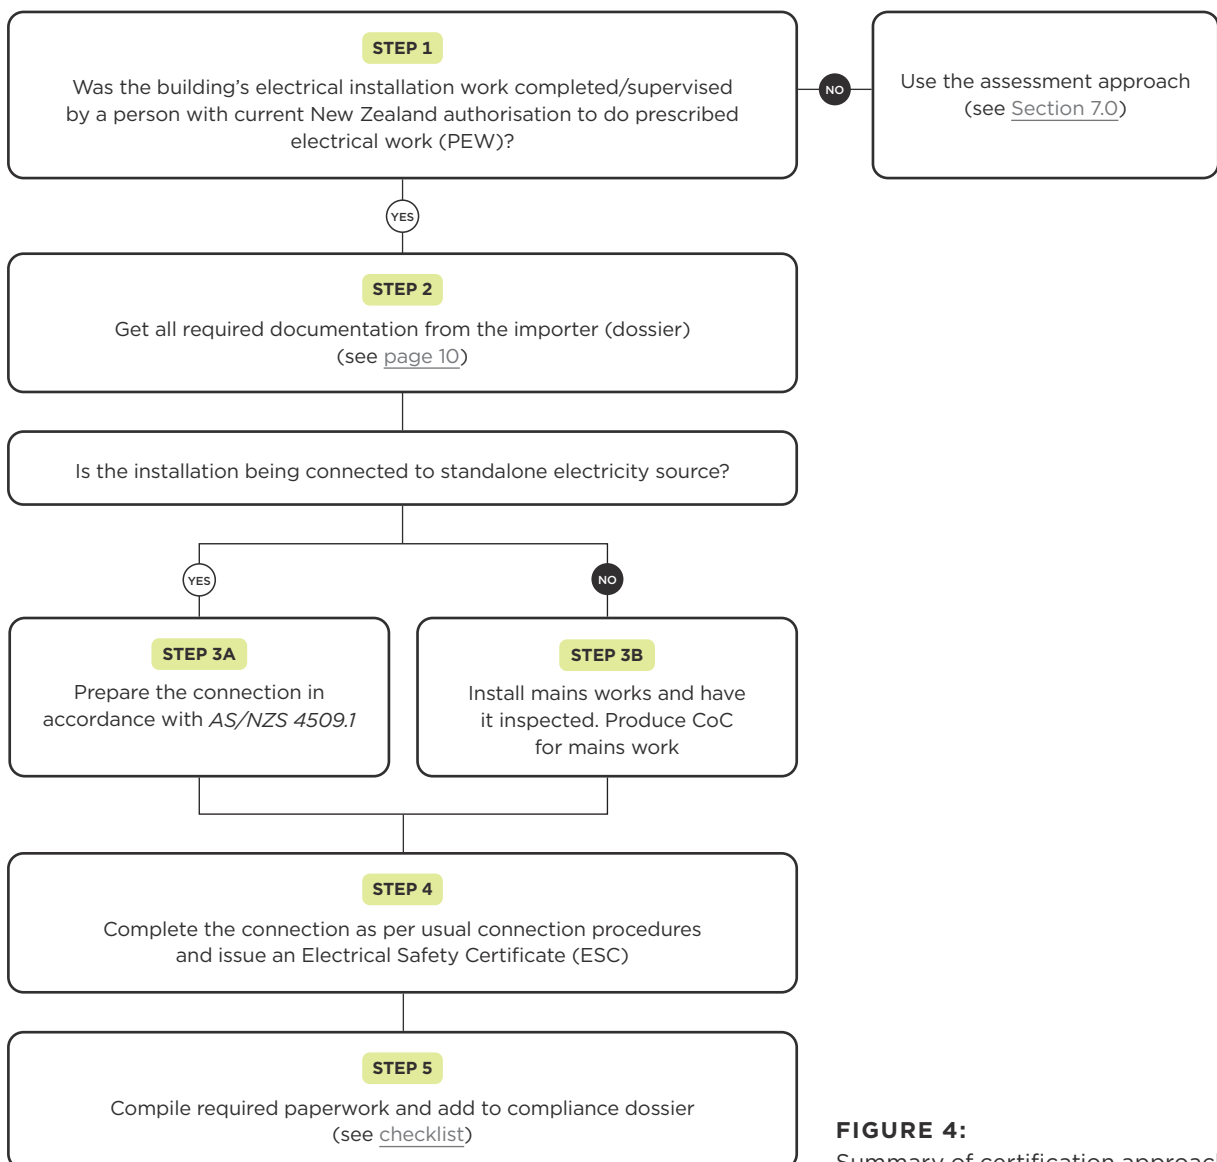 STEP 1
Was the building’s electrical installation work completed/supervised
by a person with current New Zealand authorisation to do prescribed
electrical work (PEW)?
NO
Use the assessment approach
(see Section 7.0)
YES
STEP 2
Get all required documentation from the importer (dossier)
(see page 10)
Is the installation being connected to standalone electricity source?
YES
NO
STEP 3A
Prepare the connection in
accordance with AS/NZS 4509.1
STEP 3B
Install mains works and have
it inspected. Produce CoC
for mains work
STEP 4
Complete the connection as per usual connection procedures
and issue an Electrical Safety Certificate (ESC)
STEP 5
Compile required paperwork and add to compliance dossier
(see checklist)
FIGURE 4:
Summary of certification approach